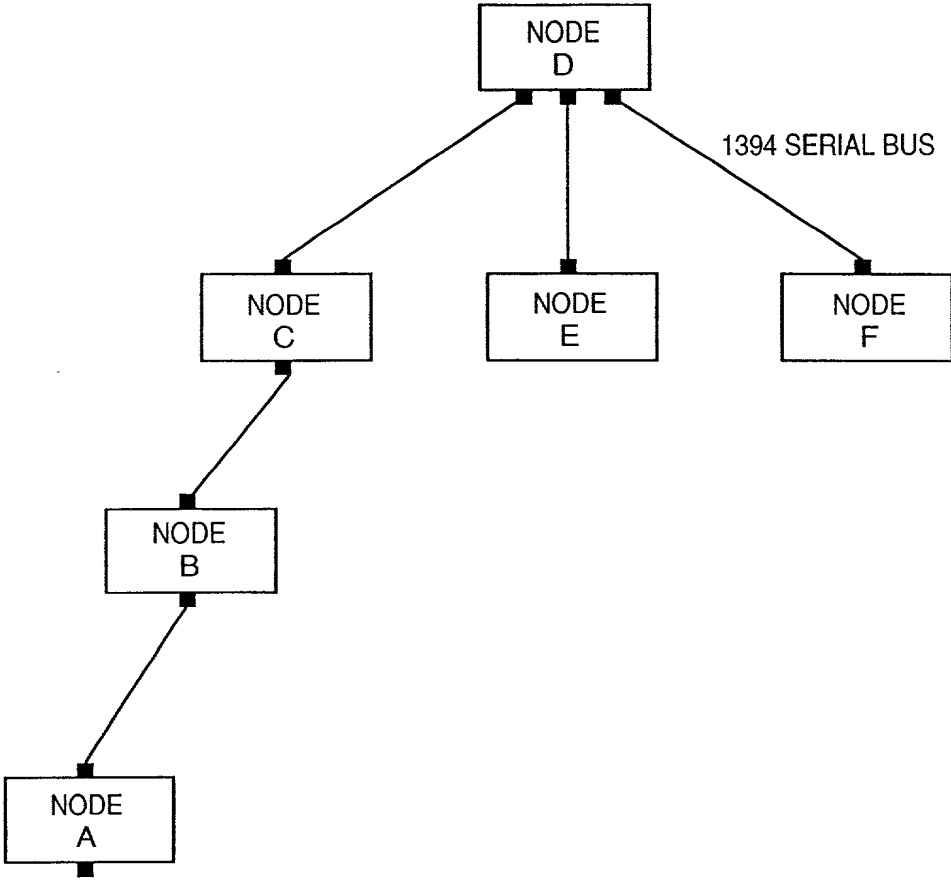 NODE
D
1394 SERIAL BUS
NODE
C
NODE
E
NODE
F
NODE
B
NODE
A